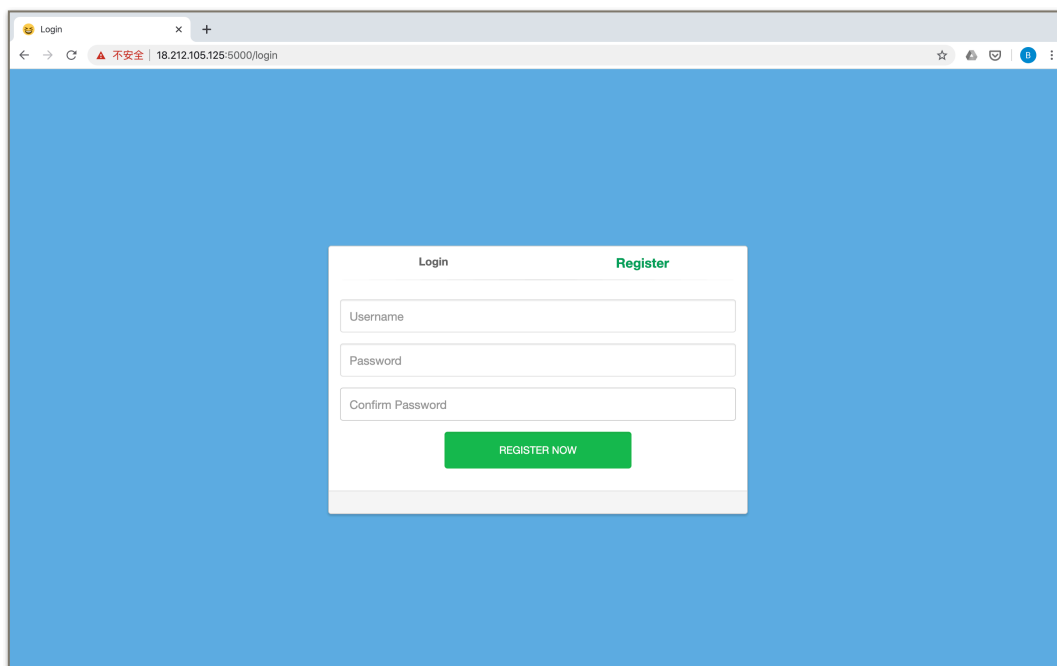 Login
不安全 18.212.105.125:5000/login
B
Login Register
Username
Password
Confirm Password
REGISTER NOW